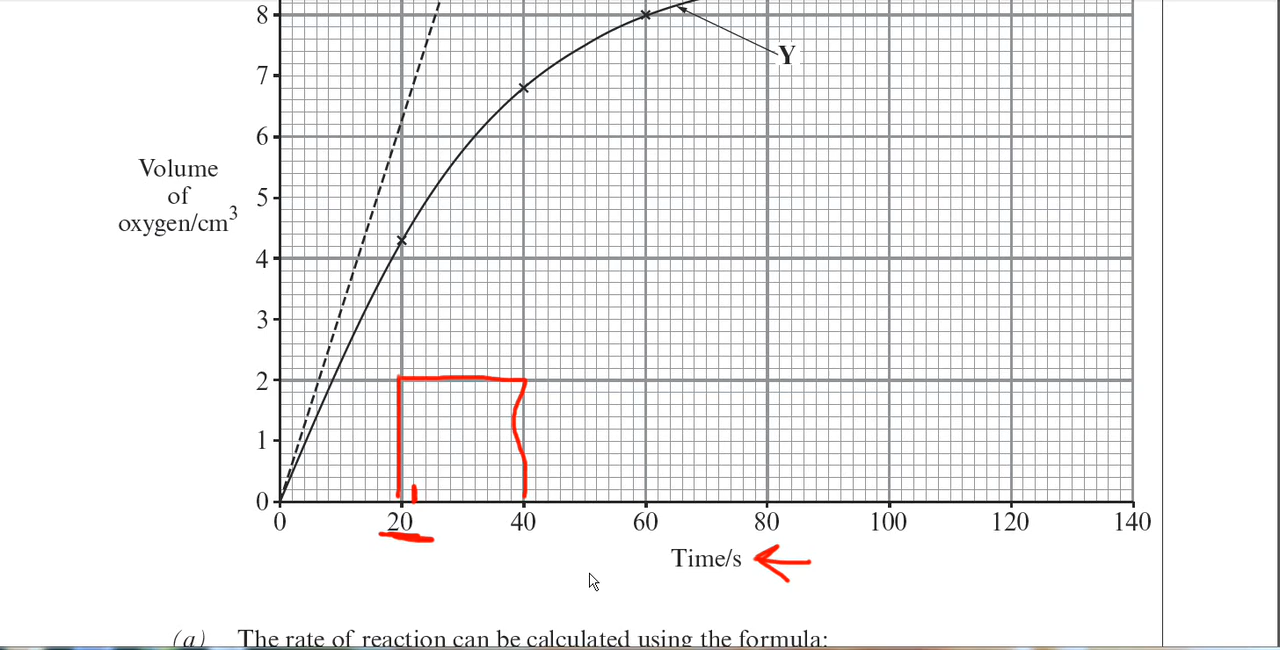 8
7
Y
6
Volume
of
oxygen/cm³
5
4
3
2
1
0
0 20 40 60 80 100 120 140
Time/s
(a) The rate of reaction can be calculated using the formula: